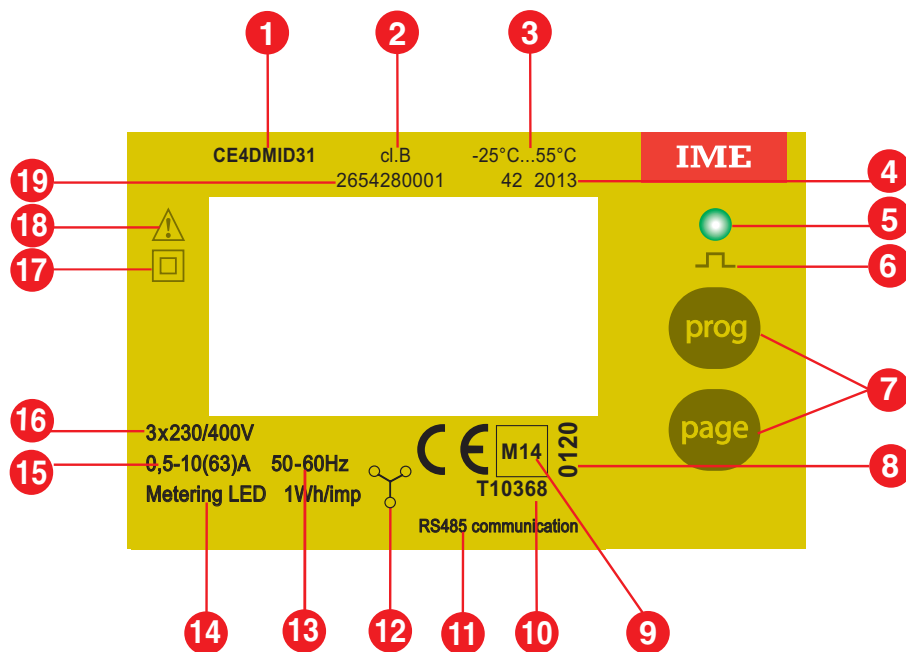 1 2 3
CE4DMID31 cl.B -25°C...55°C IME
19 2654280001 42 2013 4
18 5
17 6
prog
7
page
16 3x230/400V
15 0,5-10(63)A 50-60Hz CE M14 0120 8
Metering LED 1Wh/imp T10368
RS485 communication
14 13 12 11 10 9